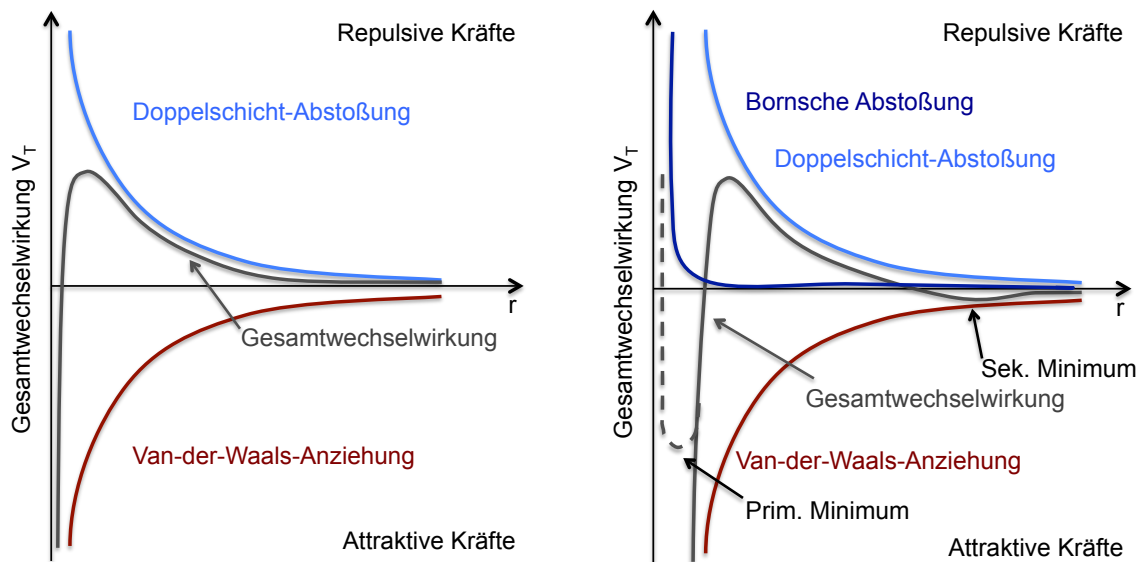 Repulsive Kräfte
Doppelschicht-Abstoßung
Gesamtwechselwirkung V_T
r
Gesamtwechselwirkung
Van-der-Waals-Anziehung
Attraktive Kräfte
Repulsive Kräfte
Bornsche Abstoßung
Doppelschicht-Abstoßung
Gesamtwechselwirkung V_T
r
Sek. Minimum
Gesamtwechselwirkung
Van-der-Waals-Anziehung
Prim. Minimum
Attraktive Kräfte